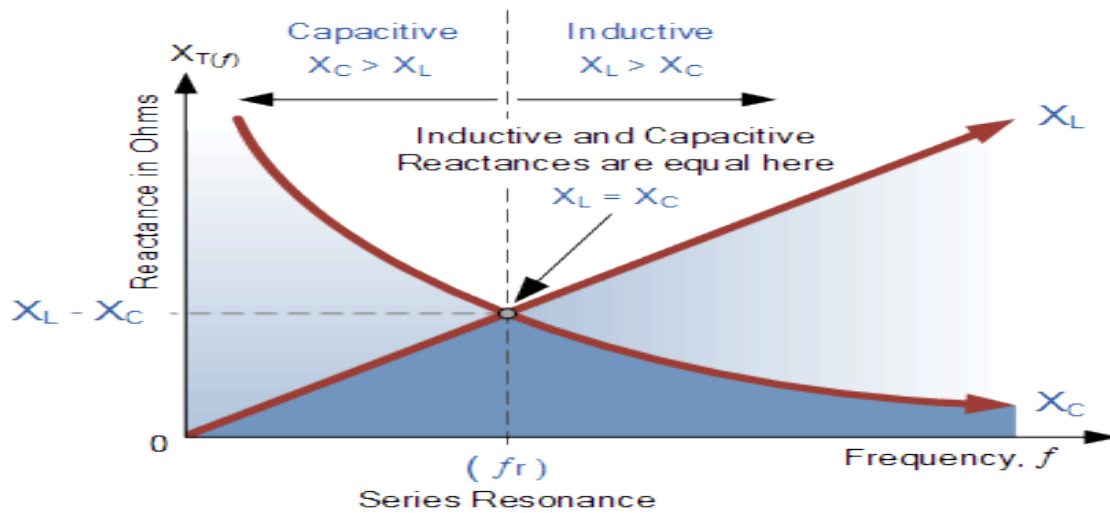 Capacitive
XC > XL
Inductive
XL > XC
XT(f)
Reactance in Ohms
Inductive and Capacitive
Reactances are equal here
XL = XC
XL
XL - XC
XC
0
(fr)
Frequency, f
Series Resonance